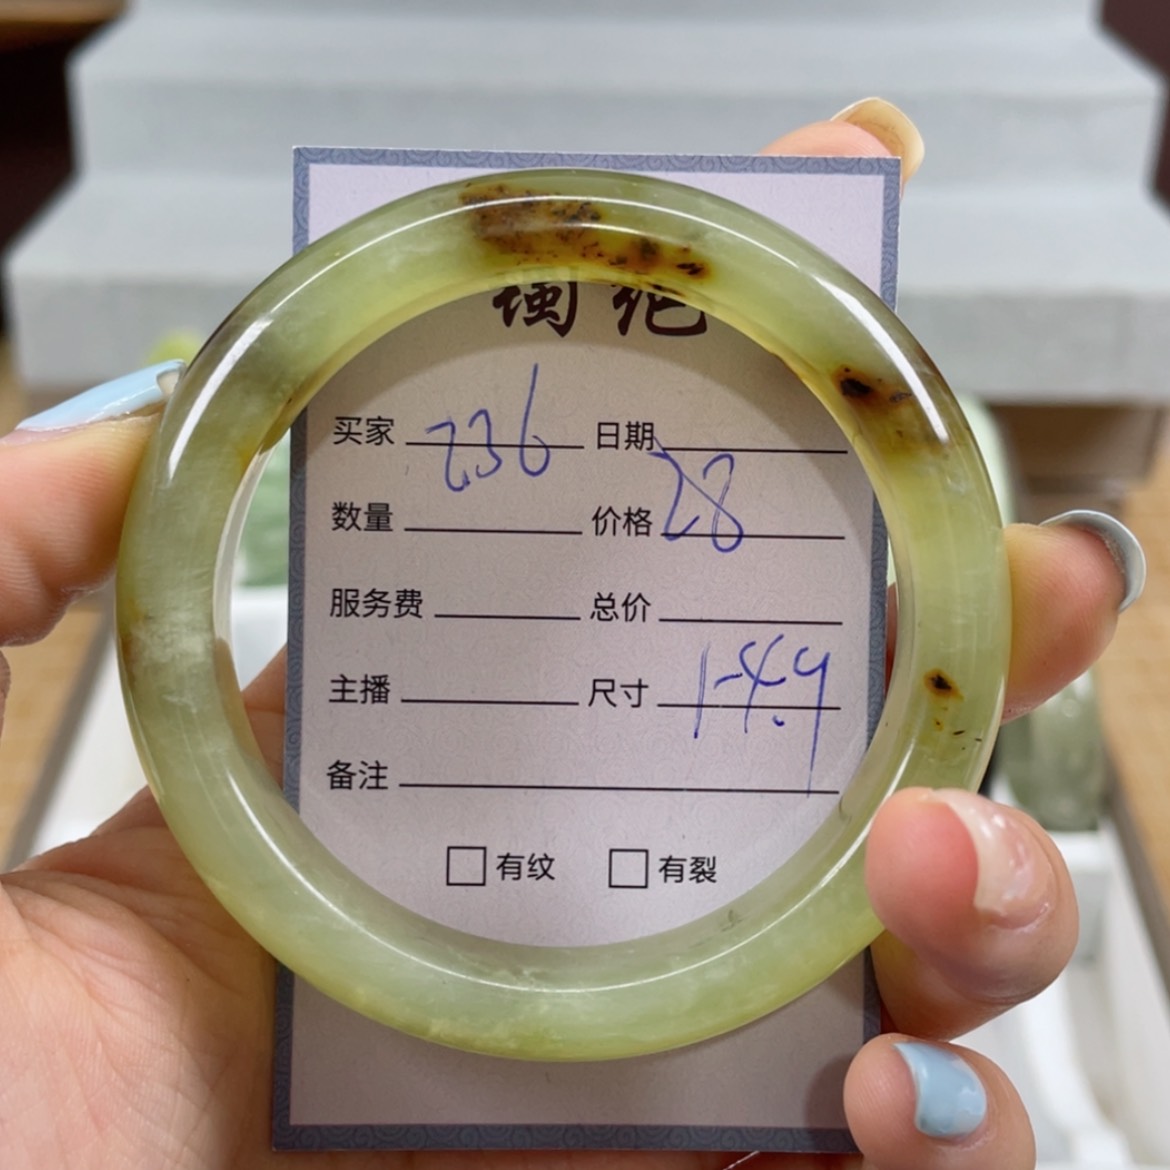 买家 236 日期
数量 价格 28
服务费 总价
主播 尺寸 1-4.9
备注
有纹 有裂